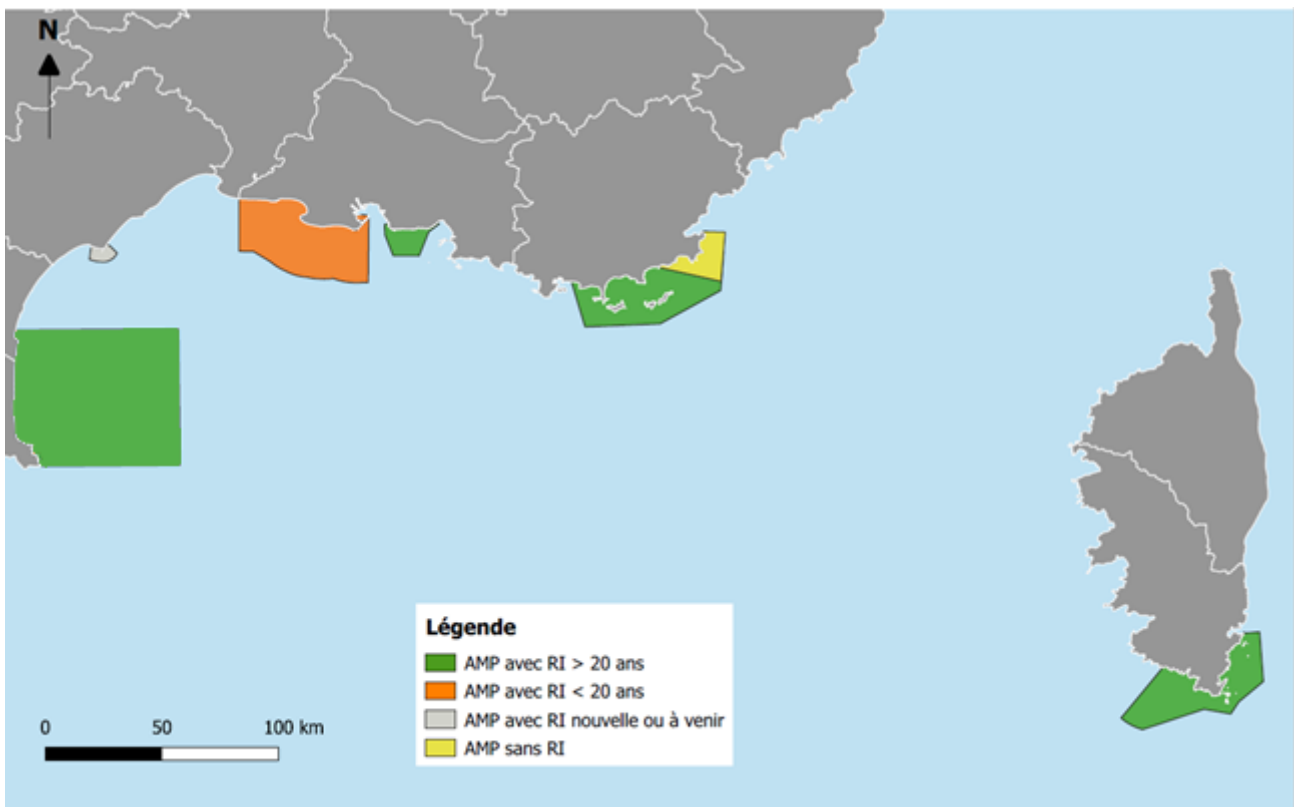 N
Légende
AMP avec RI > 20 ans
AMP avec RI < 20 ans
AMP avec RI nouvelle ou à venir
AMP sans RI
0 50 100 km